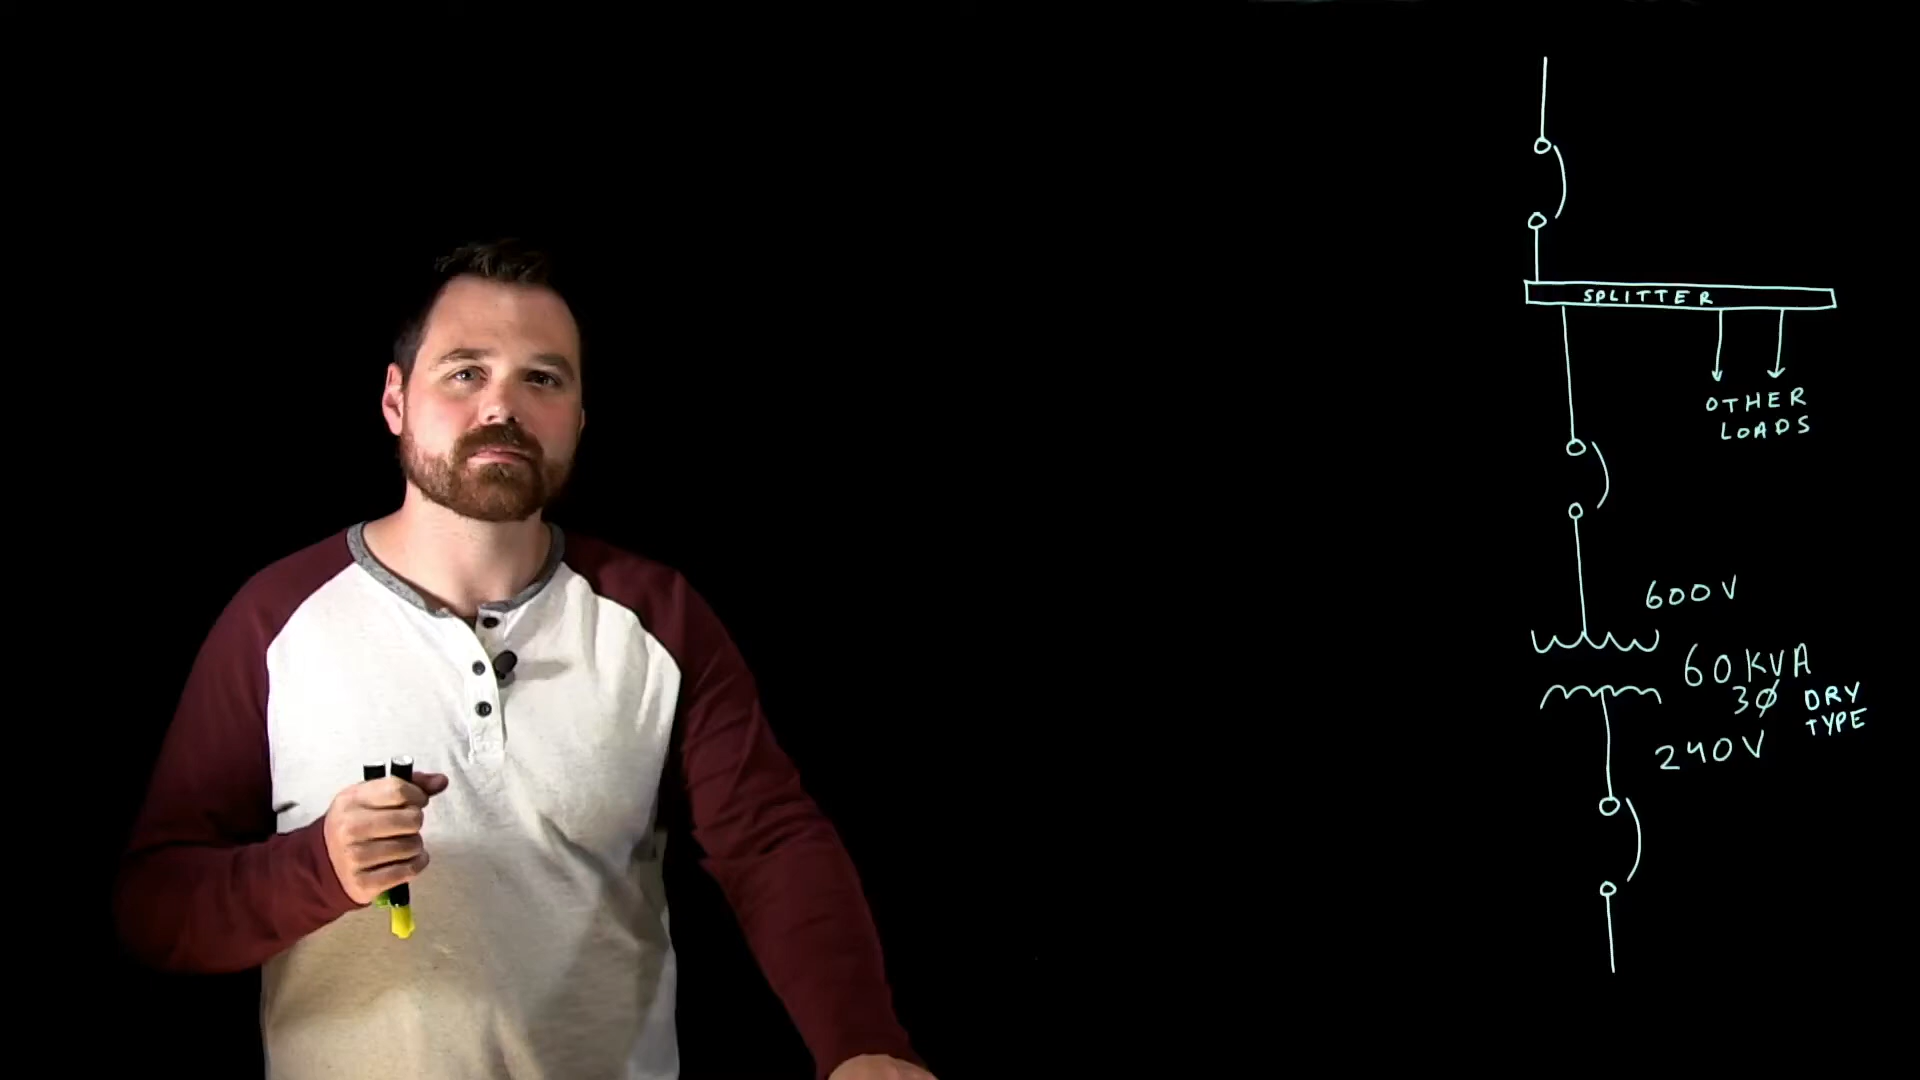 SPLITTER
OTHER
LOADS
600V
60KVA
3Ø DRY
TYPE
240V